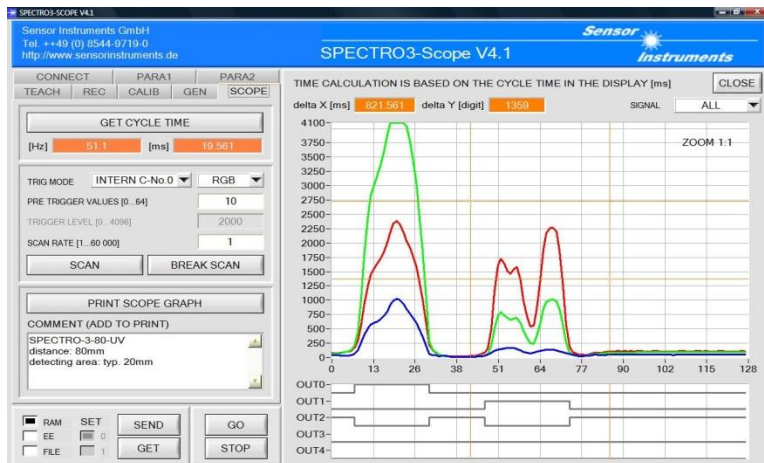 SPECTRO3-SCOPE V4.1
Sensor Instruments GmbH
Tel. ++49 (0) 8544-9719-0
http://www.sensorinstruments.de
SPECTRO3-Scope V4.1
Sensor
Instruments
CONNECT PARA1 PARA2
TEACH REC CALIB GEN SCOPE
GET CYCLE TIME
[Hz] 51.1 [ms] 19.561
TRIG MODE INTERN C-No.0 RGB
PRE TRIGGER VALUES [0...64] 10
TRIGGER LEVEL [0...4096] 2000
SCAN RATE [1...60 000] 1
SCAN BREAK SCAN
PRINT SCOPE GRAPH
COMMENT (ADD TO PRINT)
SPECTRO-3-80-UV
distance: 80mm
detecting area: typ. 20mm
RAM SET SEND GO
EE 0
FILE 1 GET STOP
TIME CALCULATION IS BASED ON THE CYCLE TIME IN THE DISPLAY [ms] CLOSE
delta X [ms] 821.561 delta Y [digit] 1359 SIGNAL ALL
ZOOM 1:1
4100
3750
3500
3250
3000
2750
2500
2250
2000
1750
1500
1250
1000
750
500
250
0
0 13 26 38 51 64 77 90 102 115 128
OUT0
OUT1
OUT2
OUT3
OUT4